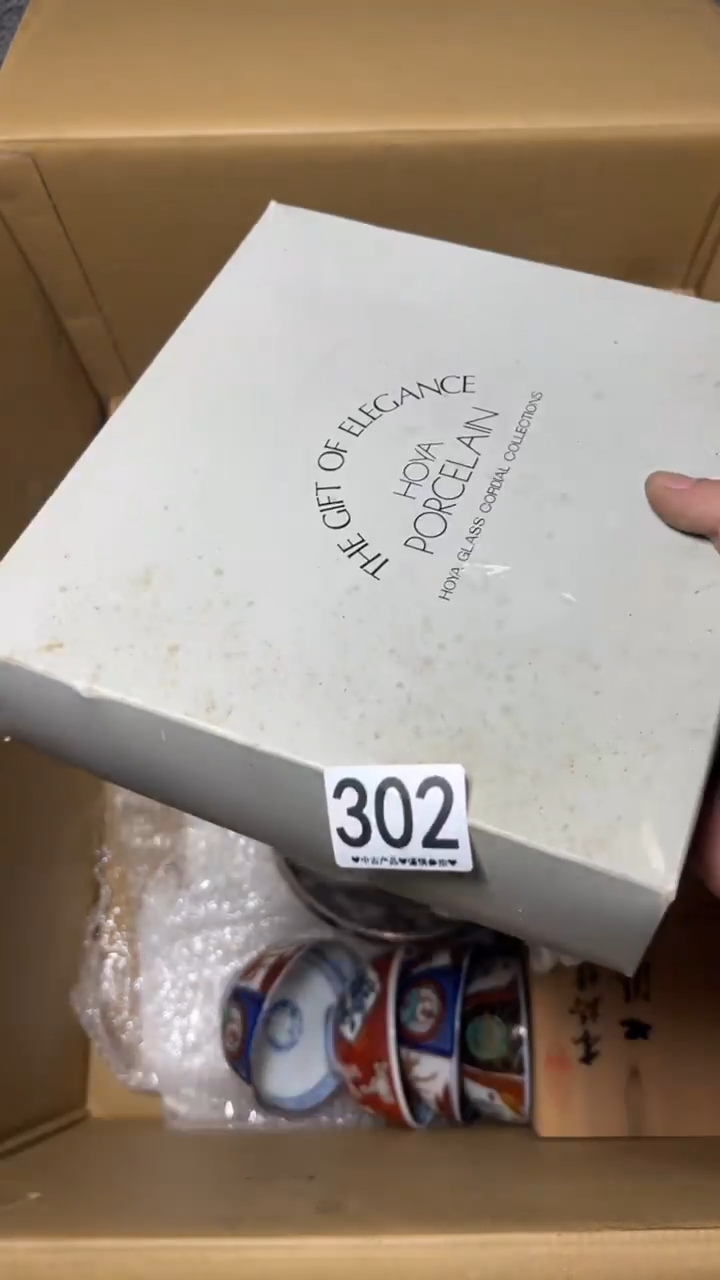 THE GIFT OF ELEGANCE
HOYA
PORCELAIN
HOYA GLASS CORDIAL COLLECTIONS
302